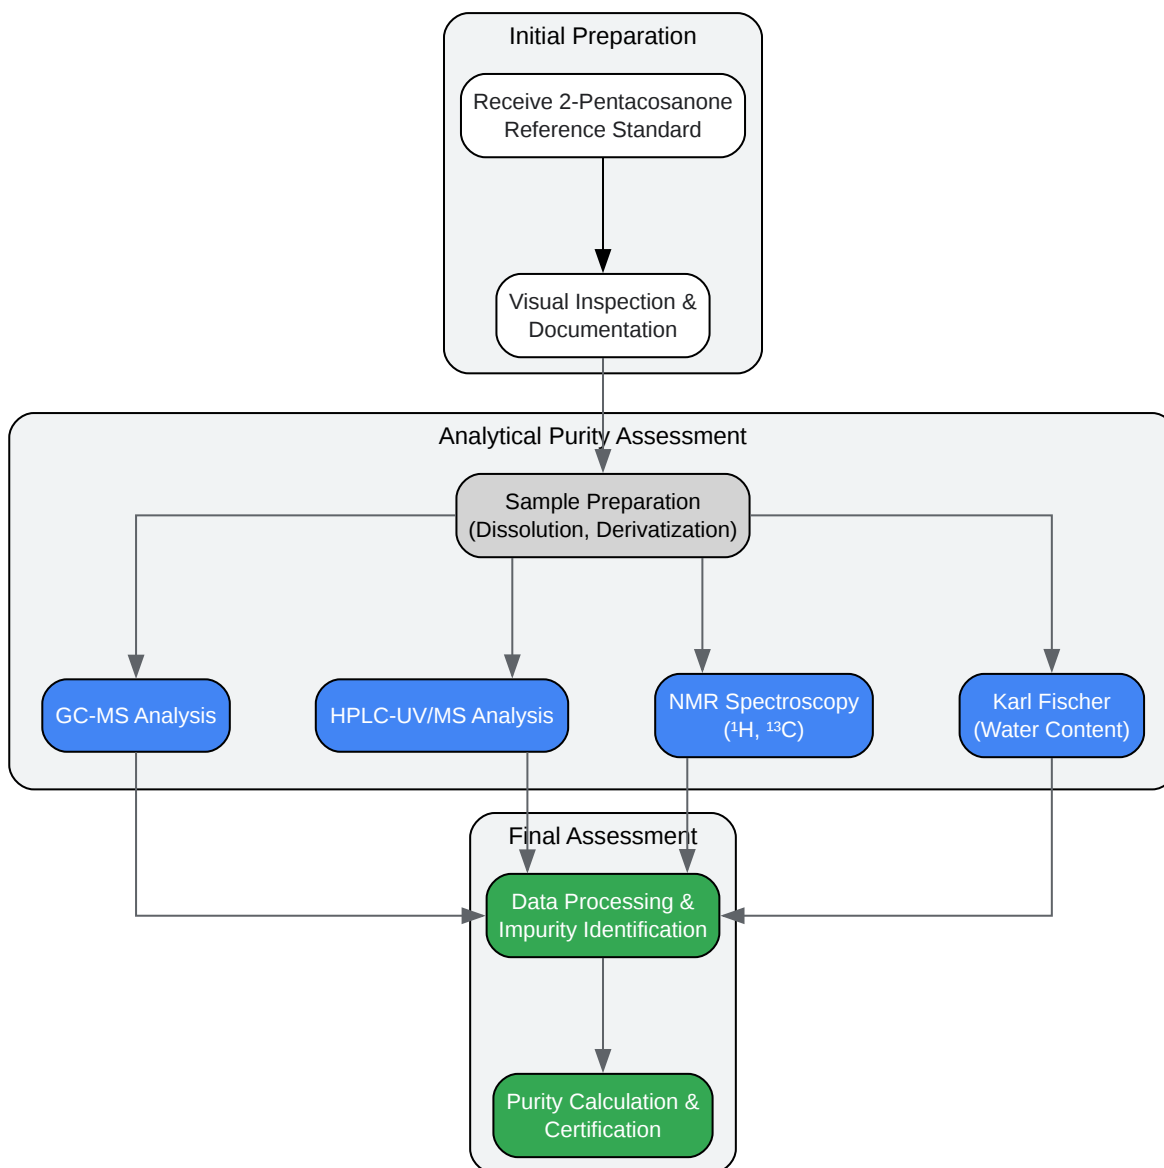 Initial Preparation
Receive 2-Pentacosanone
Reference Standard
Visual Inspection &
Documentation
Analytical Purity Assessment
Sample Preparation
(Dissolution, Derivatization)
GC-MS Analysis
HPLC-UV/MS Analysis
NMR Spectroscopy
(¹H, ¹³C)
Karl Fischer
(Water Content)
Final Assessment
Data Processing &
Impurity Identification
Purity Calculation &
Certification